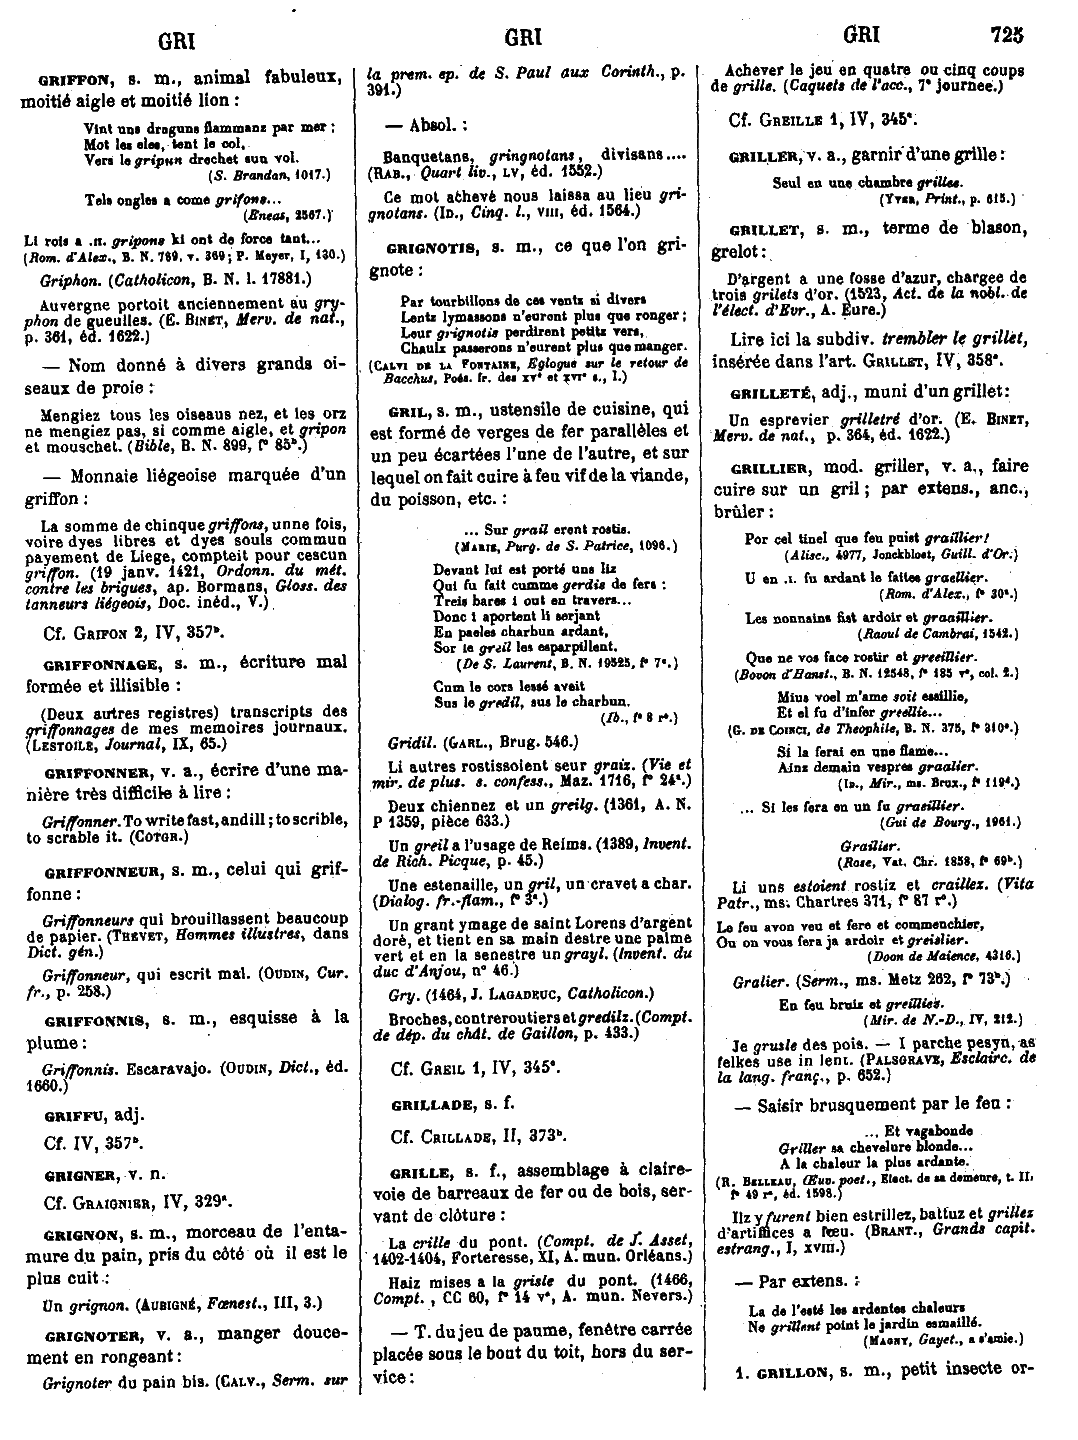 GRI
GRI
GRI 725
GRIFFON, s. m., animal fabuleux,
moitié aigle et moitié lion :
Vint uns draguns flammanz par mer ;
Mot les eles, tent le col,
Vers le gripun drechet sun vol.
(S. Brandan, 1017.)
Tels ongles a come grifons...
(Eneas, 2567.)
Li rois a .II. gripons ki ont de force tant...
(Rom. d'Alex., B. N. 789, v. 369 ; P. Meyer, I, 130.)
Griphon. (Catholicon, B. N. l. 17881.)
Auvergne portoit anciennement au gry-
phon de gueulles. (E. BINET, Merv. de nat.,
p. 361, éd. 1622.)
— Nom donné à divers grands oi-
seaux de proie :
Mengiez tous les oiseaus nez, et les orz
ne mengiez pas, si comme aigle, et gripon
et mouschet. (Bible, B. N. 899, f° 85b.)
— Monnaie liégeoise marquée d'un
griffon :
La somme de chinque griffons, unne fois,
voire dyes libres et dyes souls commun
payement de Liege, compteit pour cescun
griffon. (19 janv. 1421, Ordonn. du mét.
contre les brigues, ap. Bormans, Gloss. des
tanneurs liégeois, Doc. inéd., V.)
Cf. GRIFON 2, IV, 357b.
GRIFFONNAGE, s. m., écriture mal
formée et illisible :
(Deux autres registres) transcripts des
griffonnages de mes memoires journaux.
(LESTOILE, Journal, IX, 65.)
GRIFFONNER, v. a., écrire d'une ma-
nière très difficile à lire :
Griffonner. To write fast, and ill ; to scrible,
to scrable it. (COTGR.)
GRIFFONNEUR, s. m., celui qui grif-
fonne :
Griffonneurs qui brouillassent beaucoup
de papier. (THEVET, Hommes illustres, dans
Dict. gén.)
Griffonneur, qui escrit mal. (OUDIN, Cur.
fr., p. 258.)
GRIFFONNIS, s. m., esquisse à la
plume :
Griffonnis. Escaravajo. (OUDIN, Dict., éd.
1660.)
GRIFFU, adj.
Cf. IV, 357b.
GRIGNER, v. n.
Cf. GRAIGNIER, IV, 329a.
GRIGNON, s. m., morceau de l'enta-
mure du pain, pris du côté où il est le
plus cuit :
Un grignon. (AUBIGNÉ, Fœnest., III, 3.)
GRIGNOTER, v. a., manger douce-
ment en rongeant :
Grignoter du pain bis. (CALV., Serm. sur
la prem. ep. de S. Paul aux Corinth., p.
391.)
— Absol. :
Banquetans, gringnotans, divisans....
(RAB., Quart liv., LV, éd. 1552.)
Ce mot achevé nous laissa au lieu gri-
gnotans. (ID., Cinq. l., VIII, éd. 1564.)
GRIGNOTIS, s. m., ce que l'on gri-
gnote :
Par tourbillons de ces ventz si divers
Lentz lymassons n'euront plus que ronger ;
Leur grignotis perdirent petitz vers,
Chaulx passerons n'eurent plus que manger.
(CALVI DE LA FONTAINE, Eglogue sur le retour de
Bacchus, Poés. fr. des XVe et XVIe s., I.)
GRIL, s. m., ustensile de cuisine, qui
est formé de verges de fer parallèles et
un peu écartées l'une de l'autre, et sur
lequel on fait cuire à feu vif de la viande,
du poisson, etc. :
... Sur grail erent rostis.
(MARIE, Purg. de S. Patrice, 1096.)
Devant lui est porté uns liz
Qui fu fait cumme gerdis de fers :
Treis bares i out en travers...
Donc i aportent li serjant
En paeles charbun ardant,
Sor le greil les esparpillent.
(De S. Laurent, B. N. 19525, f° 7a.)
Cum le cors lessé aveit
Sus le gredil, sus le charbun.
(Ib., f° 8 r°.)
Gridil. (GARL., Brug. 546.)
Li autres rostissoient seur graiz. (Vie et
mir. de plus. s. confess., Maz. 1716, f° 24a.)
Deux chiennez et un greilg. (1361, A. N.
P 1359, pièce 633.)
Un greil a l'usage de Reims. (1389, Invent.
de Rich. Picque, p. 45.)
Une estenaille, un gril, un cravet a char.
(Dialog. fr.-flam., f° 3a.)
Un grant ymage de saint Lorens d'argent
doré, et tient en sa main destre une palme
vert et en la senestre un grayl. (Invent. du
duc d'Anjou, n° 46.)
Gry. (1464, J. LAGADEUC, Catholicon.)
Broches, contreroutiers et gredilz. (Compt.
de dép. du chât. de Gaillon, p. 433.)
Cf. GREIL 1, IV, 345a.
GRILLADE, s. f.
Cf. CRILLADE, II, 373b.
GRILLE, s. f., assemblage à claire-
voie de barreaux de fer ou de bois, ser-
vant de clôture :
La crille du pont. (Compt. de J. Asset,
1402-1404, Forteresse, XI, A. mun. Orléans.)
Haiz mises a la grisle du pont. (1466,
Compt., CC 60, f° 14 v°, A. mun. Nevers.)
— T. du jeu de paume, fenêtre carrée
placée sous le bout du toit, hors du ser-
vice :
Achever le jeu en quatre ou cinq coups
de grille. (Caquets de l'acc., 7e journee.)
Cf. GREILLE 1, IV, 345a.
GRILLER, v. a., garnir d'une grille :
Seul en une chambre grillee.
(YVER, Print., p. 615.)
GRILLET, s. m., terme de blason,
grelot :
D'argent a une fosse d'azur, chargee de
trois grilets d'or. (1523, Act. de la nobl. de
l'élect. d'Evr., A. Eure.)
Lire ici la subdiv. trembler le grillet,
insérée dans l'art. GRILLET, IV, 358a.
GRILLETÉ, adj., muni d'un grillet :
Un esprevier grilletré d'or. (E. BINET,
Merv. de nat., p. 364, éd. 1622.)
GRILLIER, mod. griller, v. a., faire
cuire sur un gril ; par extens., anc.,
brûler :
Por cel tinel que feu puist graillier !
(Alisc., 4977, Jonckbloet, Guill. d'Or.)
U en .I. fu ardant le faites graellier.
(Rom. d'Alex., f° 30a.)
Les nonnains fist ardoir et graaillier.
(Raoul de Cambrai, 1542.)
Que ne vos face rostir et greeillier.
(Bovon d'Hanst., B. N. 12548, f° 185 v°, col. 2.)
Mius voel m'ame soit essillie,
Et el fu d'infer greellie...
(G. DE COINCI, de Theophile, B. N. 375, f° 310c.)
Si la ferai en une flame...
Ainz demain vespres graalier.
(ID., Mir., ms. Brux., f° 119d.)
... Si les fera en un fu graeillier.
(Gui de Bourg., 1961.)
Grailier.
(Rose, Vat. Chr. 1858, f° 69b.)
Li uns estoient rostiz et craillez. (Vita
Patr., ms. Chartres 371, f° 87 r°.)
Le feu avon veu et fere et commenchier,
Ou on vous fera ja ardoir et greislier.
(Doon de Maience, 4316.)
Gralier. (Serm., ms. Metz 262, f° 73b.)
En feu bruis et greillies.
(Mir. de N.-D., IV, 212.)
Je grusle des pois. — I parche pesyn, as
felkes use in lent. (PALSGRAVE, Esclairc. de
la lang. franç., p. 652.)
— Saisir brusquement par le feu :
... Et vagabonde
Griller sa chevelure blonde...
A la chaleur la plus ardante.
(R. BELLEAU, Œuv. poet., Elect. de sa demeure, t. II,
f° 49 r°, éd. 1598.)
Ilz y furent bien estrillez, battuz et grillez
d'artifices a fœu. (BRANT., Grands capit.
estrang., I, XVIII.)
— Par extens. :
La de l'esté les ardentes chaleurs
Ne grillent point le jardin esmaillé.
(MAGNY, Gayet., a s'amie.)
1. GRILLON, s. m., petit insecte or-